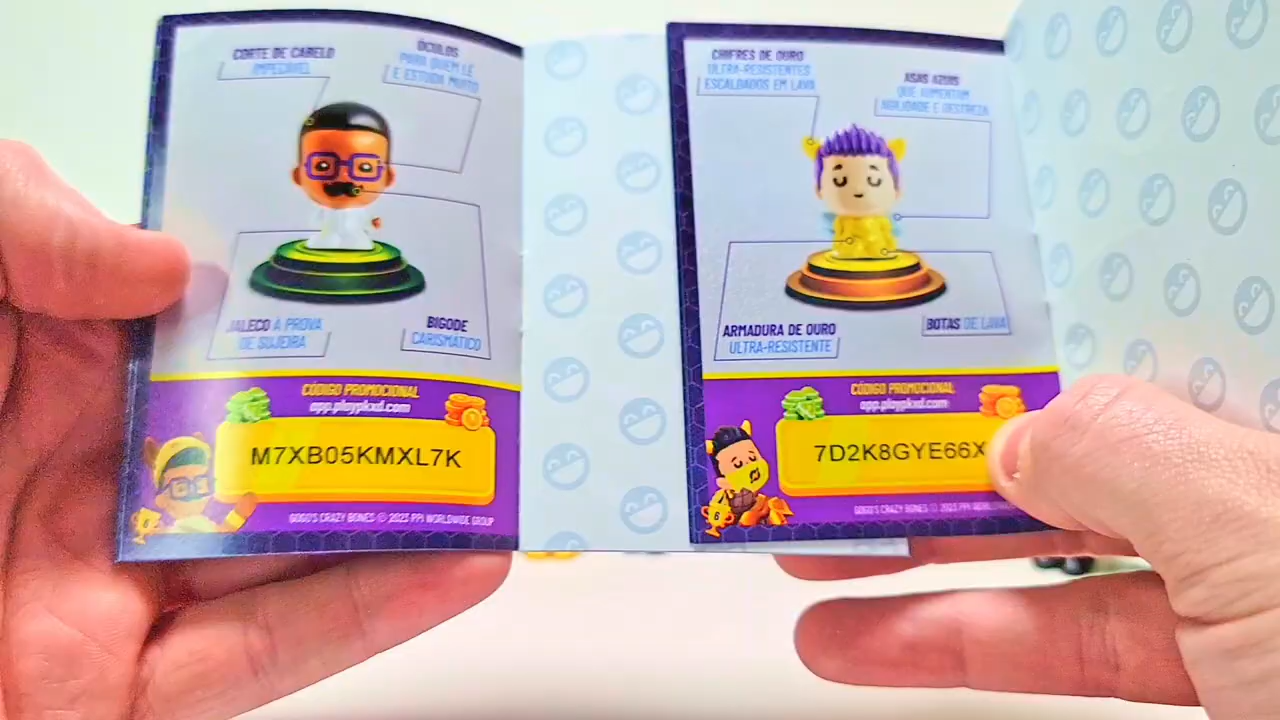 CORTE DE CABELO
IMPECÁVEL
ÓCULOS
PARA QUEM LÊ
E ESTUDA MUITO
JALECO À PROVA
DE SUJEIRA
BIGODE
CARISMÁTICO
CÓDIGO PROMOCIONAL
app.playpkxd.com
M7XB05KMXL7K
GOGO'S CRAZY BONES © 2023 PPI WORLDWIDE GROUP
CHIFRES DE OURO
ULTRA-RESISTENTES
ESCALDADOS EM LAVA
ASAS AZUIS
QUE AUMENTAM
AGILIDADE E DESTREZA
ARMADURA DE OURO
ULTRA-RESISTENTE
BOTAS DE LAVA
CÓDIGO PROMOCIONAL
app.playpkxd.com
7D2K8GYE66X
GOGO'S CRAZY BONES © 2023 PPI